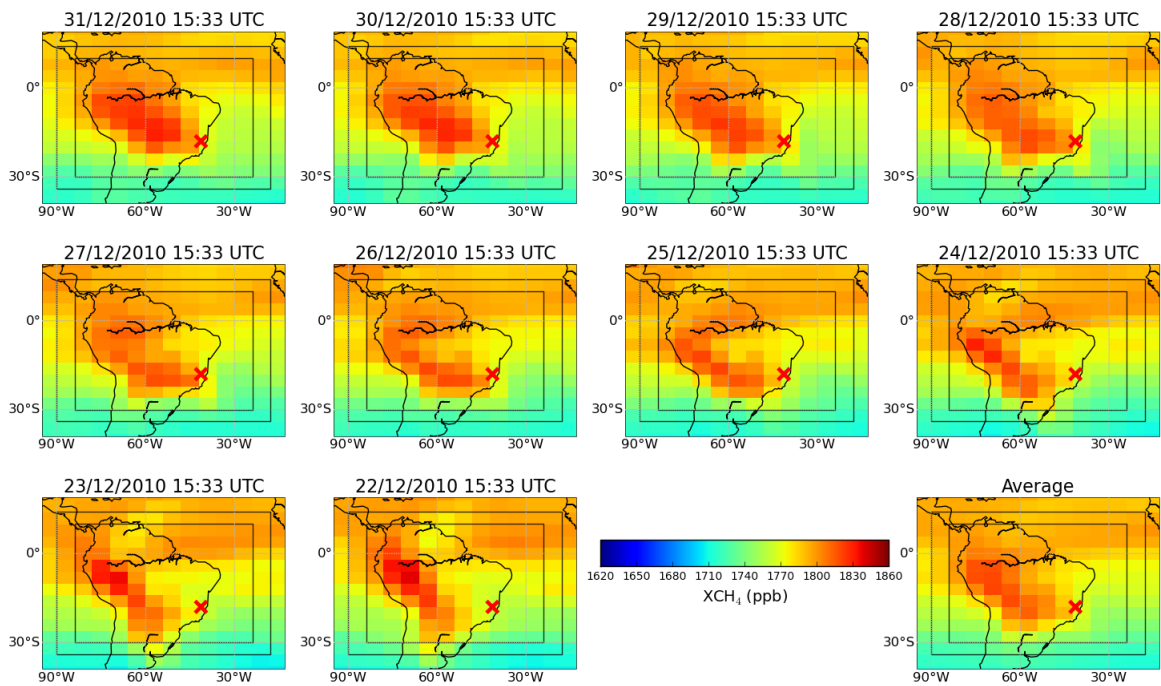 31/12/2010 15:33 UTC
30/12/2010 15:33 UTC
29/12/2010 15:33 UTC
28/12/2010 15:33 UTC
0°
0°
0°
0°
30°S
30°S
30°S
30°S
90°W 60°W 30°W
90°W 60°W 30°W
90°W 60°W 30°W
90°W 60°W 30°W
27/12/2010 15:33 UTC
26/12/2010 15:33 UTC
25/12/2010 15:33 UTC
24/12/2010 15:33 UTC
0°
0°
0°
0°
30°S
30°S
30°S
30°S
90°W 60°W 30°W
90°W 60°W 30°W
90°W 60°W 30°W
90°W 60°W 30°W
23/12/2010 15:33 UTC
22/12/2010 15:33 UTC
Average
0°
0°
0°
1620 1650 1680 1710 1740 1770 1800 1830 1860
XCH₄ (ppb)
30°S
30°S
30°S
90°W 60°W 30°W
90°W 60°W 30°W
90°W 60°W 30°W